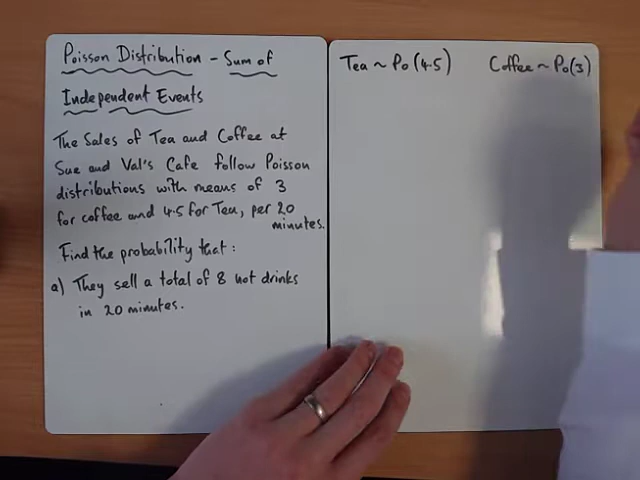 Poisson Distribution - Sum of
Independent Events
The Sales of Tea and Coffee at
Sue and Val's Cafe follow Poisson
distributions with means of 3
for coffee and 4.5 for Tea, per 20
minutes.
Find the probability that :
a) They sell a total of 8 hot drinks
in 20 minutes.
Tea ~ Po (4.5)
Coffee ~ Po(3)